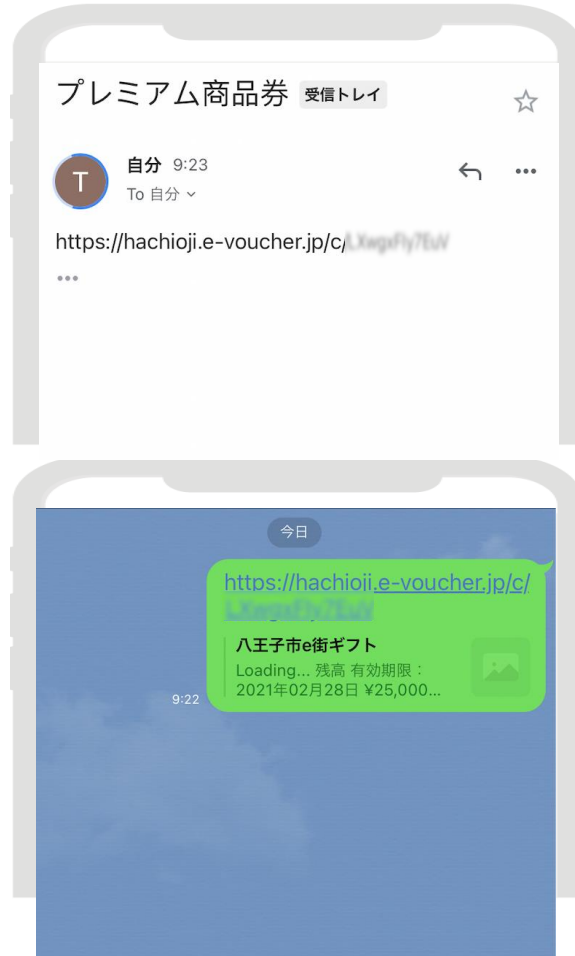 プレミアム商品券 受信トレイ
T 自分 9:23
To 自分
https://hachioji.e-voucher.jp/c/
今日
https://hachioji.e-voucher.jp/c/
八王子市e街ギフト
Loading... 残高 有効期限：
2021年02月28日 ¥25,000...
9:22